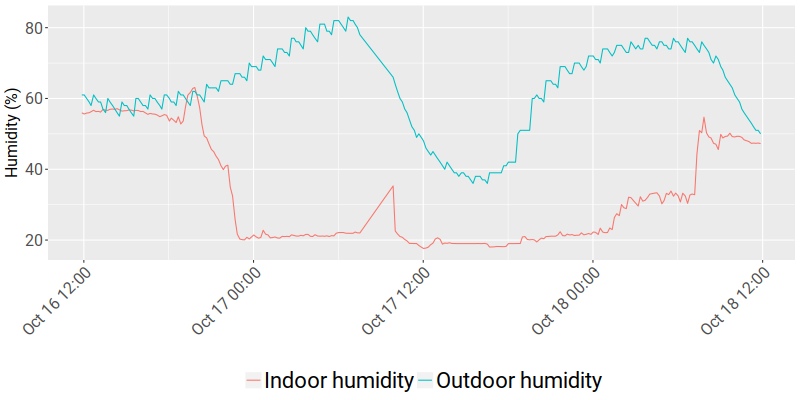 Humidity (%)
80
60
40
20
Oct 16 12:00
Oct 17 00:00
Oct 17 12:00
Oct 18 00:00
Oct 18 12:00
Indoor humidity
Outdoor humidity